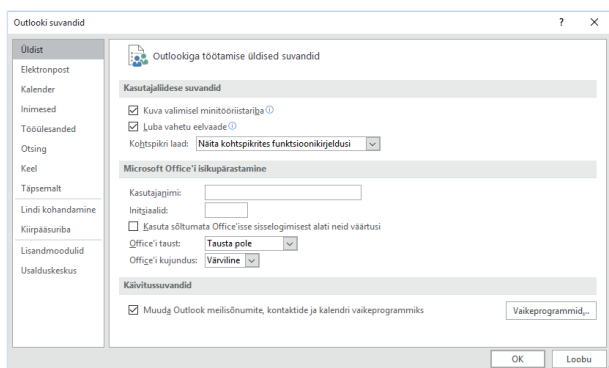 Outlooki suvandid
Üldist
Elektronpost
Kalender
Inimesed
Tööülesanded
Otsing
Keel
Täpsemalt
Lindi kohandamine
Kiirpääsuriba
Lisandmoodulid
Usalduskeskus
Outlookiga töötamise üldised suvandid
Kasutajaliidese suvandid
Kuva valimisel minitööriistariba
Luba vahetu eelvaade
Kohtspikri laad: Näita kohtspikrites funktsioonikirjeldusi
Microsoft Office'i isikupärastamine
Kasutajanimi:
Initsiaalid:
Kasuta sõltumata Office'isse sisselogimisest alati neid väärtusi
Office'i taust: Tausta pole
Office'i kujundus: Värviline
Käivitussuvandid
Muuda Outlook meilisõnumite, kontaktide ja kalendri vaikeprogrammiks
Vaikeprogrammid...
OK
Loobu